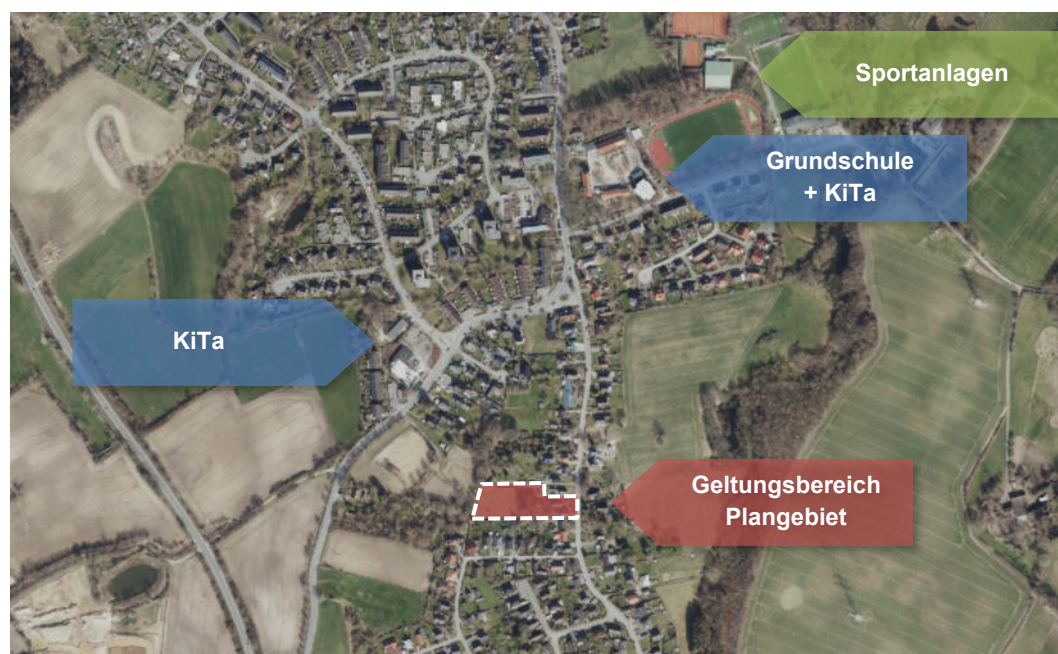 Sportanlagen
Grundschule
+ KiTa
KiTa
Geltungsbereich
Plangebiet